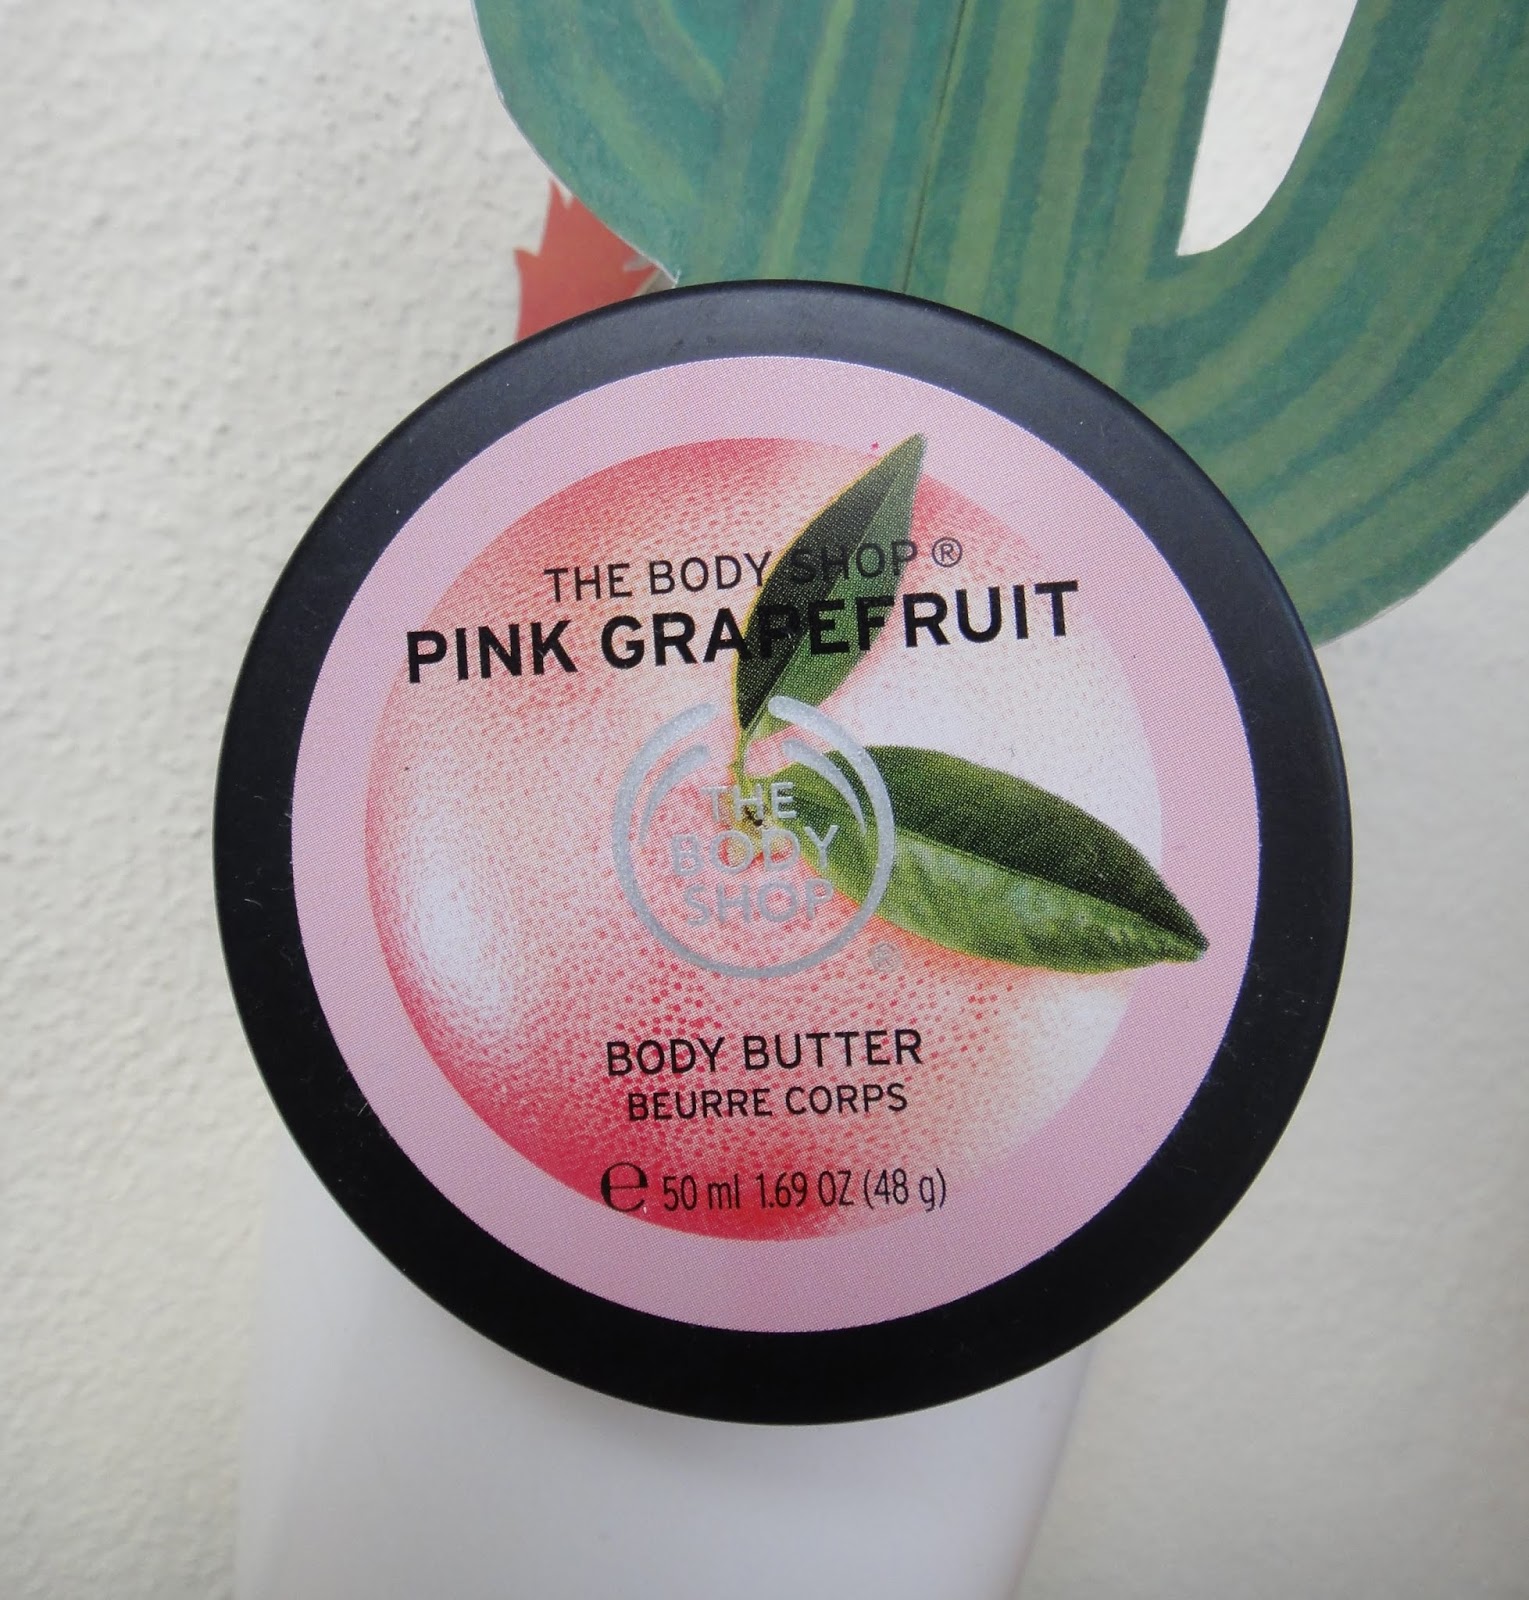 THE BODY SHOP ®
PINK GRAPEFRUIT
THE
BODY
SHOP
®
BODY BUTTER
BEURRE CORPS
℮ 50 ml 1.69 OZ (48 g)